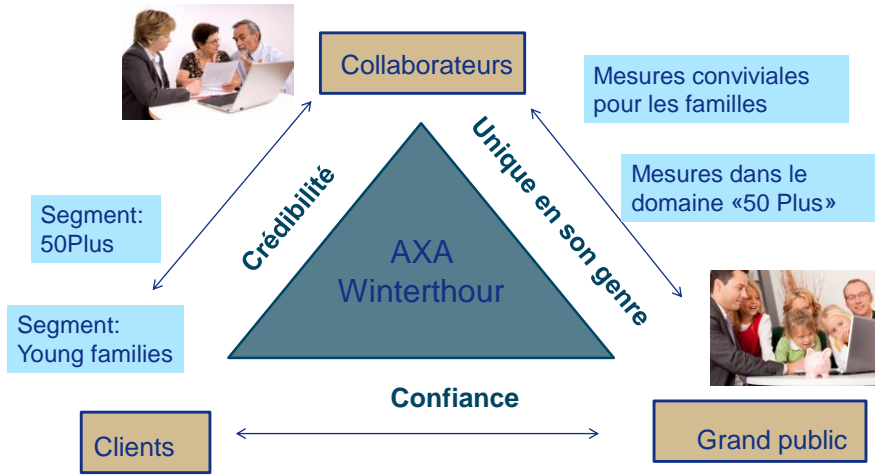 Collaborateurs
Mesures conviviales
pour les familles
Mesures dans le
domaine «50 Plus»
Unique en son genre
Crédibilité
Segment:
50Plus
AXA
Winterthour
Segment:
Young families
Confiance
Clients
Grand public